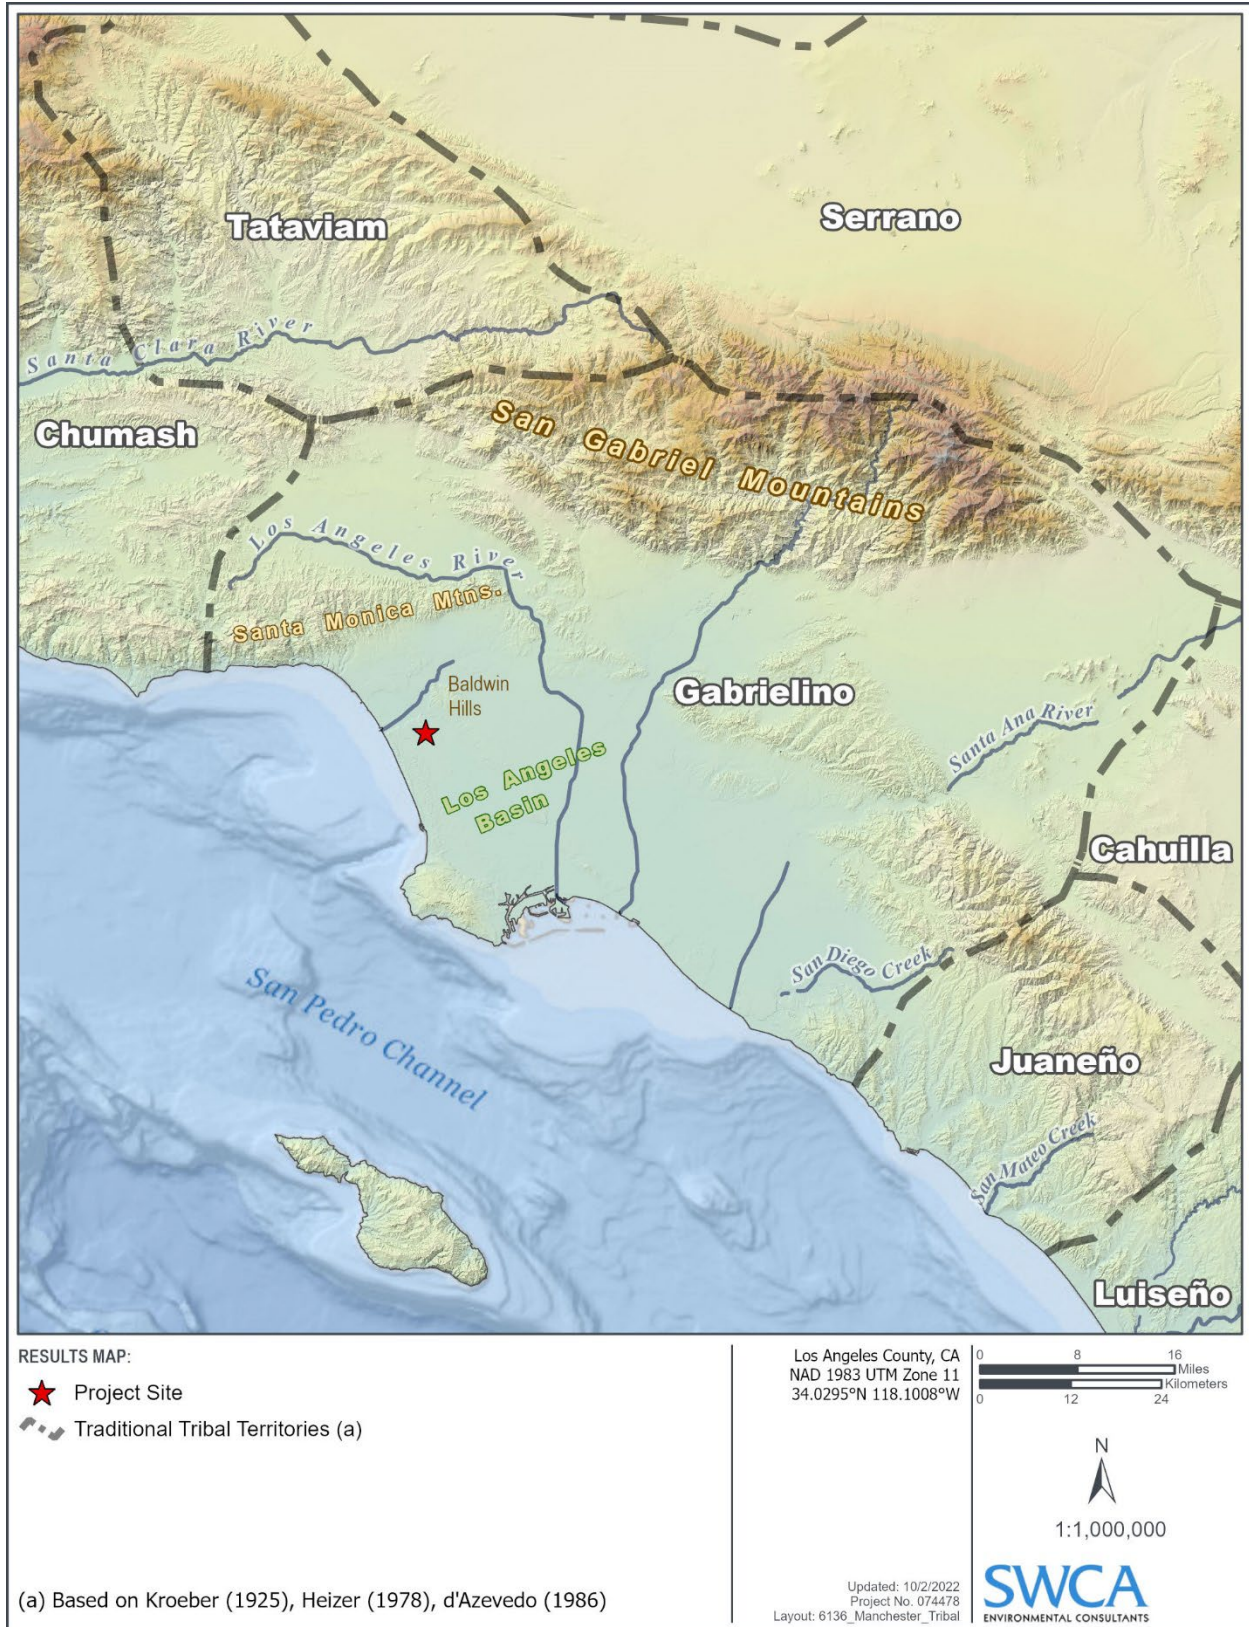 Tataviam
Serrano
Santa Clara River
Chumash
San Gabriel Mountains
Los Angeles River
Santa Monica Mtns.
Baldwin
Hills
Gabrielino
Los Angeles
Basin
Santa Ana River
Cahuilla
San Diego Creek
San Pedro Channel
Juaneño
San Mateo Creek
Luiseño
RESULTS MAP:
Project Site
Traditional Tribal Territories (a)
(a) Based on Kroeber (1925), Heizer (1978), d'Azevedo (1986)
Los Angeles County, CA
NAD 1983 UTM Zone 11
34.0295°N 118.1008°W
Updated: 10/2/2022
Project No. 074478
Layout: 6136_Manchester_Tribal
0 8 16
Miles
Kilometers
0 12 24
N
1:1,000,000
SWCA
ENVIRONMENTAL CONSULTANTS